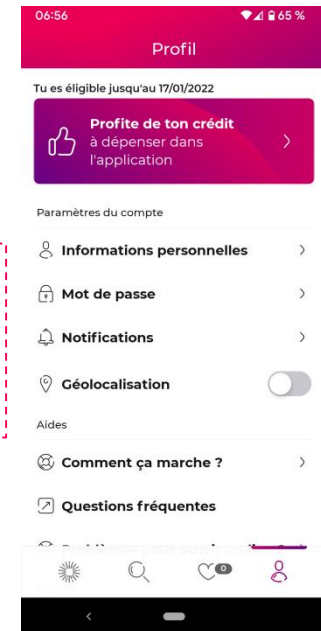 06:56
65 %
Profil
Tu es éligible jusqu'au 17/01/2022
Profite de ton crédit
à dépenser dans
l'application
Paramètres du compte
Informations personnelles
Mot de passe
Notifications
Géolocalisation
Aides
Comment ça marche ?
Questions fréquentes
0